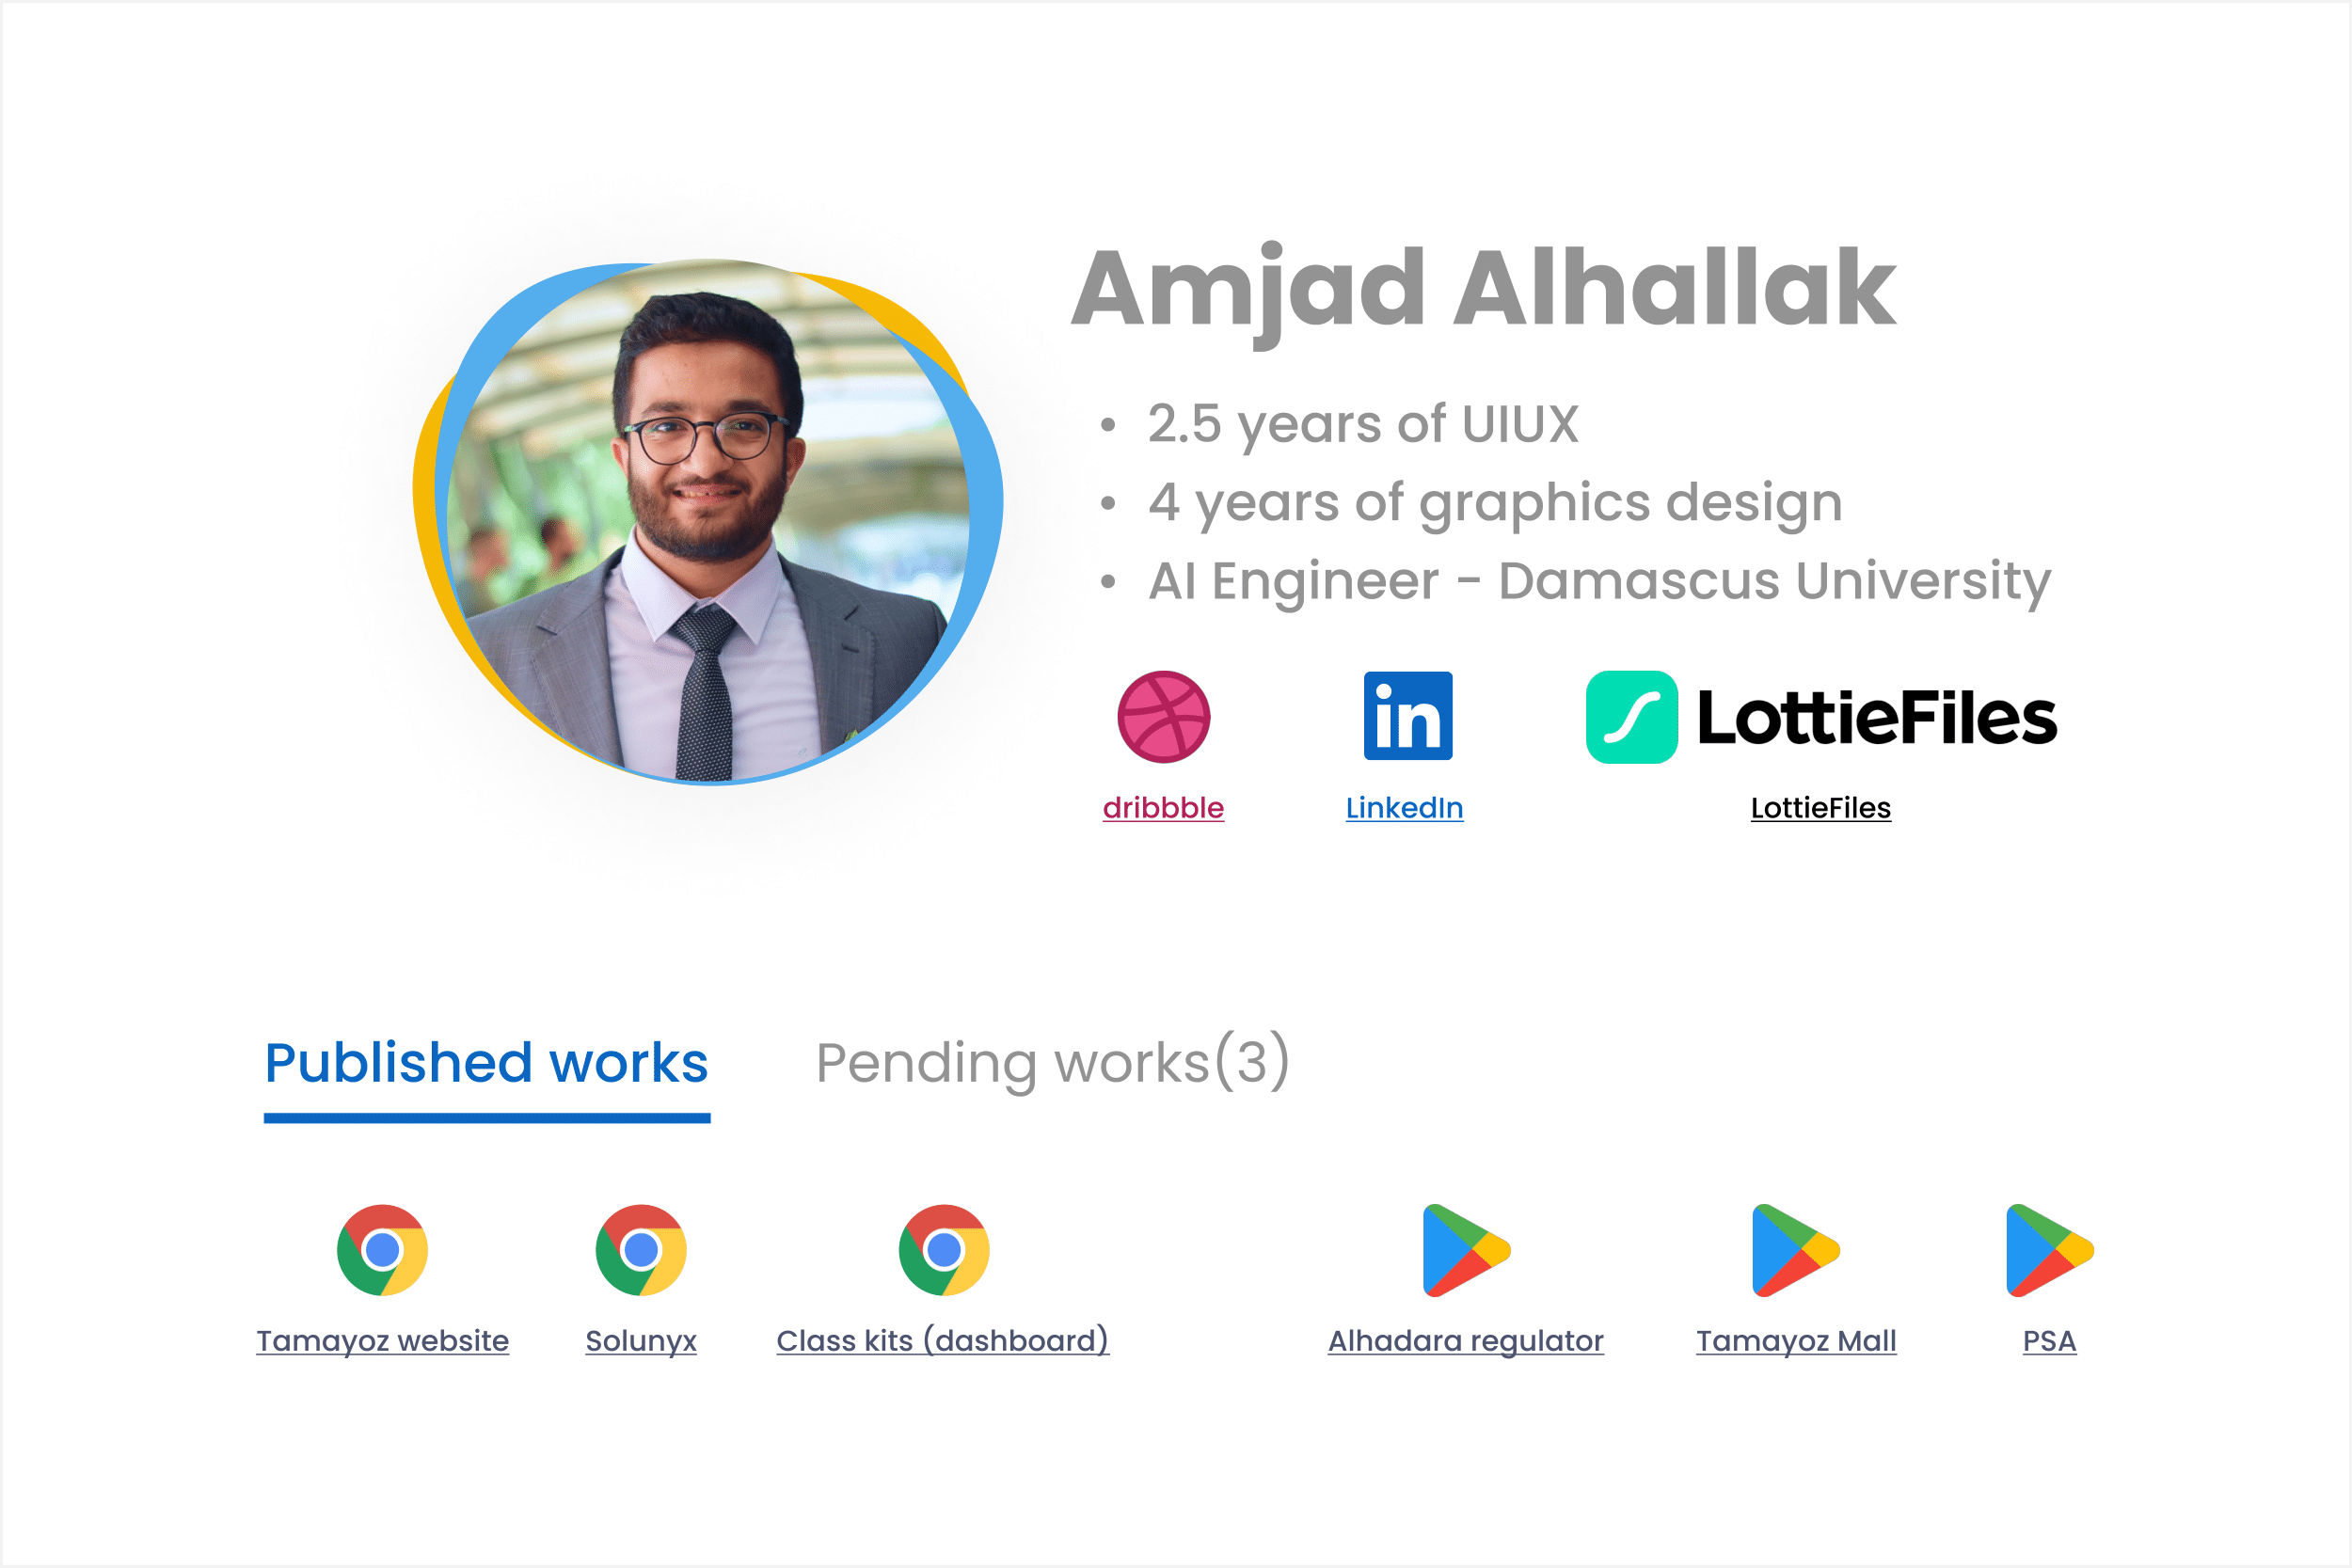 Amjad Alhallak
• 2.5 years of UIUX
• 4 years of graphics design
• AI Engineer - Damascus University
in LottieFiles
dribbble LinkedIn LottieFiles
Published works Pending works(3)
Tamayoz website Solunyx Class kits (dashboard) Alhadara regulator Tamayoz Mall PSA